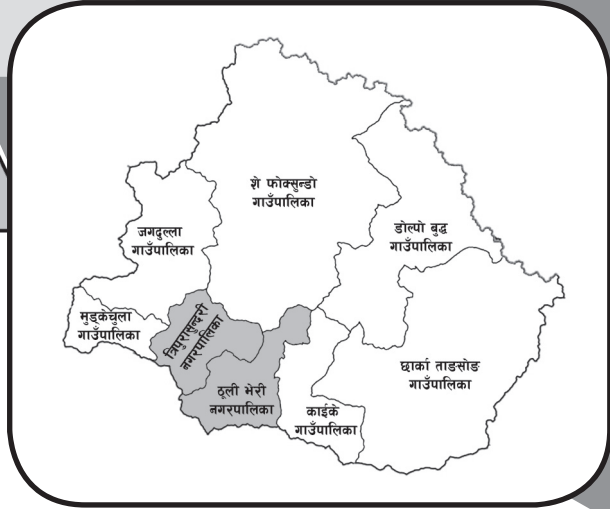 शे फोक्सुन्डो
गाउँपालिका
डोल्पो बुद्ध
गाउँपालिका
जगदुल्ला
गाउँपालिका
मुड्केचुला
गाउँपालिका
त्रिपुरासुन्दरी
नगरपालिका
छार्का ताङसोङ
गाउँपालिका
ठूली भेरी
नगरपालिका
काईके
गाउँपालिका